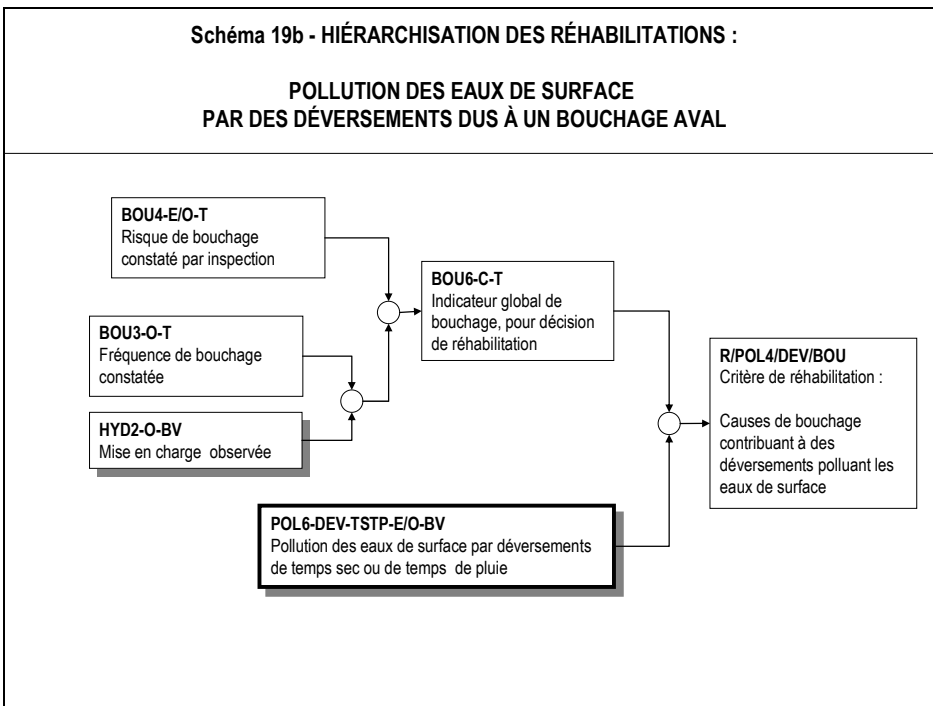 Schéma 19b - HIÉRARCHISATION DES RÉHABILITATIONS :
POLLUTION DES EAUX DE SURFACE
PAR DES DÉVERSEMENTS DUS À UN BOUCHAGE AVAL
BOU4-E/O-T
Risque de bouchage
constaté par inspection
BOU6-C-T
Indicateur global de
bouchage, pour décision
de réhabilitation
BOU3-O-T
Fréquence de bouchage
constatée
HYD2-O-BV
Mise en charge observée
R/POL4/DEV/BOU
Critère de réhabilitation :
Causes de bouchage
contribuant à des
déversements polluant les
eaux de surface
POL6-DEV-TSTP-E/O-BV
Pollution des eaux de surface par déversements
de temps sec ou de temps de pluie